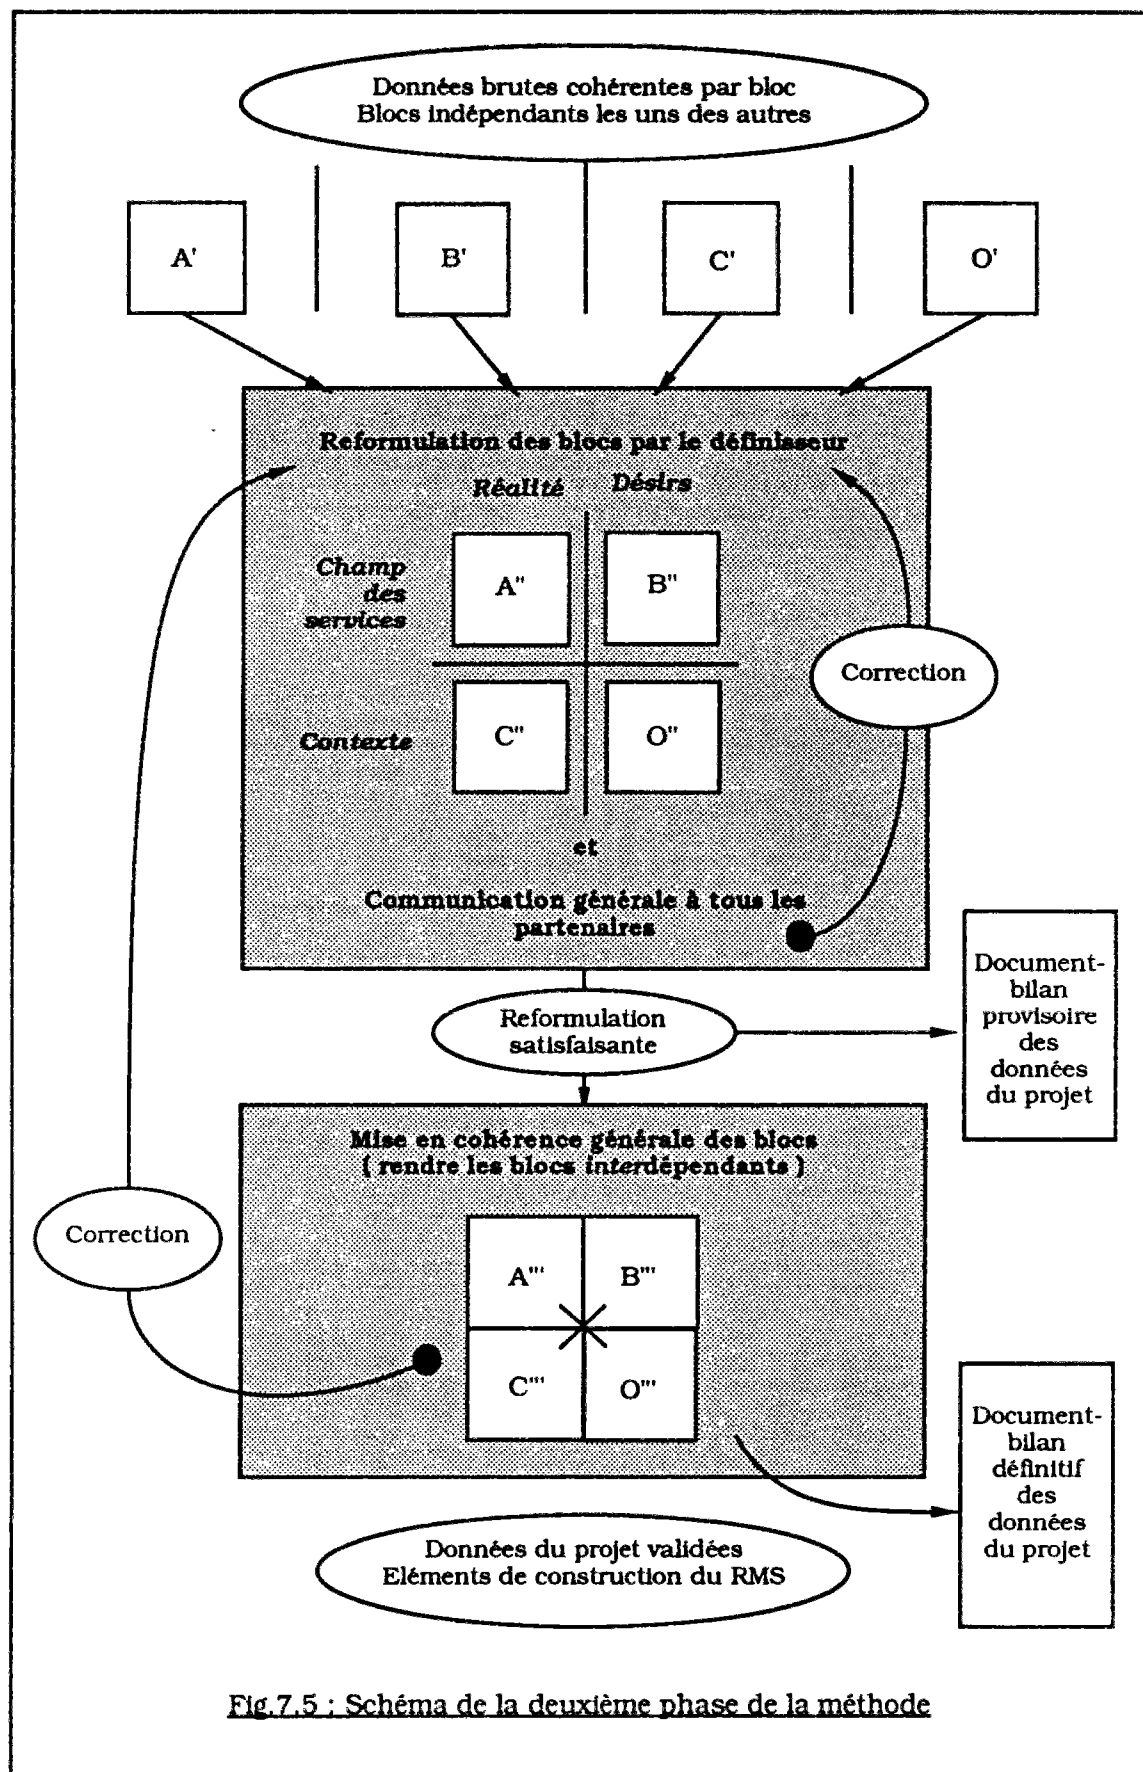 Données brutes cohérentes par bloc
Blocs indépendants les uns des autres
A'
B'
C'
O'
Reformulation des blocs par le définisseur
Réalité
Désirs
Champ
des
services
A"
B"
Correction
Contexte
C"
O"
et
Communication générale à tous les
partenaires
Reformulation
satisfaisante
Document-
bilan
provisoire
des
données
du projet
Mise en cohérence générale des blocs
( rendre les blocs interdépendants )
Correction
A"'
B"'
C"'
O"'
Document-
bilan
définitif
des
données
du projet
Données du projet validées
Eléments de construction du RMS
Fig.7.5 : Schéma de la deuxième phase de la méthode